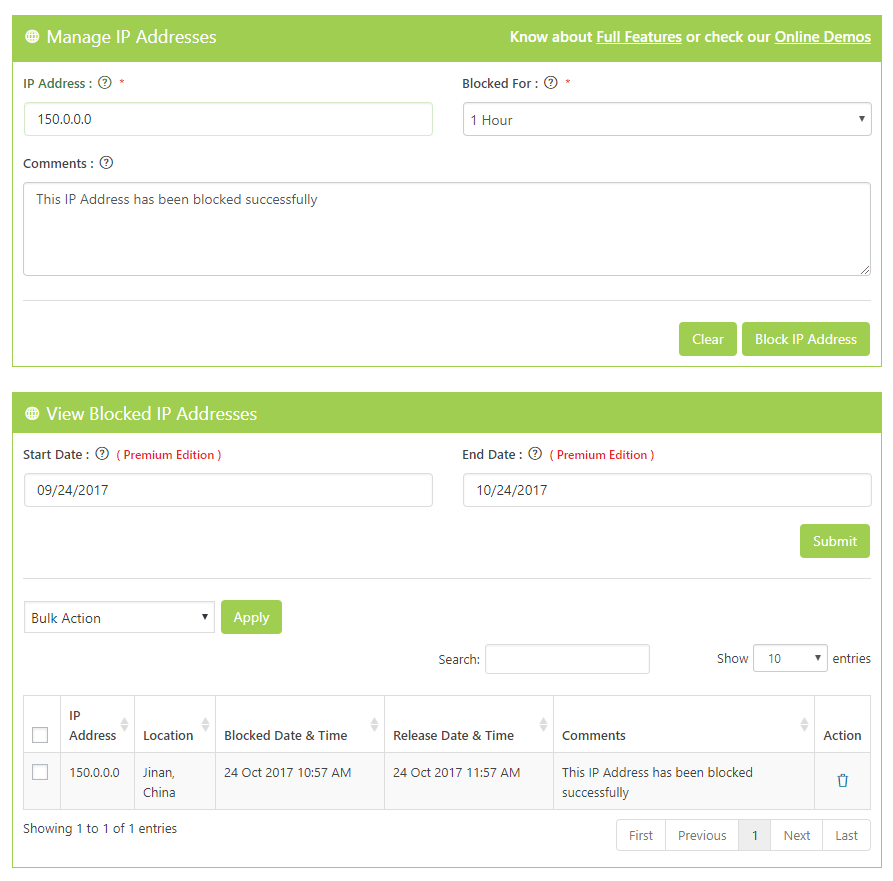 Manage IP Addresses Know about Full Features or check our Online Demos
IP Address : ? * Blocked For : ? *
150.0.0.0 1 Hour
Comments : ?
This IP Address has been blocked successfully
Clear Block IP Address
View Blocked IP Addresses
Start Date : ? ( Premium Edition ) End Date : ? ( Premium Edition )
09/24/2017 10/24/2017
Submit
Bulk Action Apply
Search: Show 10 entries
IP
Address Location Blocked Date & Time Release Date & Time Comments Action
150.0.0.0 Jinan, 24 Oct 2017 10:57 AM 24 Oct 2017 11:57 AM This IP Address has been blocked
China successfully
Showing 1 to 1 of 1 entries
First Previous 1 Next Last